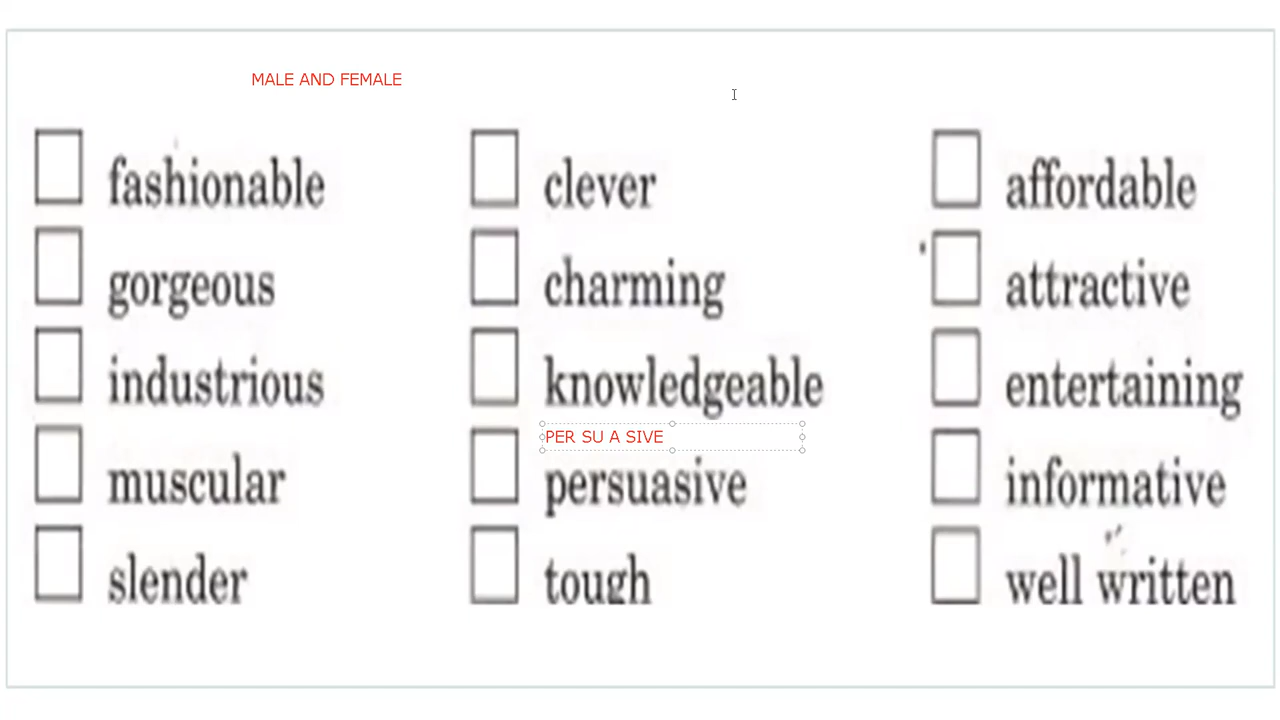 MALE AND FEMALE
fashionable
gorgeous
industrious
muscular
slender
clever
charming
knowledgeable
PER SU A SIVE
persuasive
tough
affordable
attractive
entertaining
informative
well written